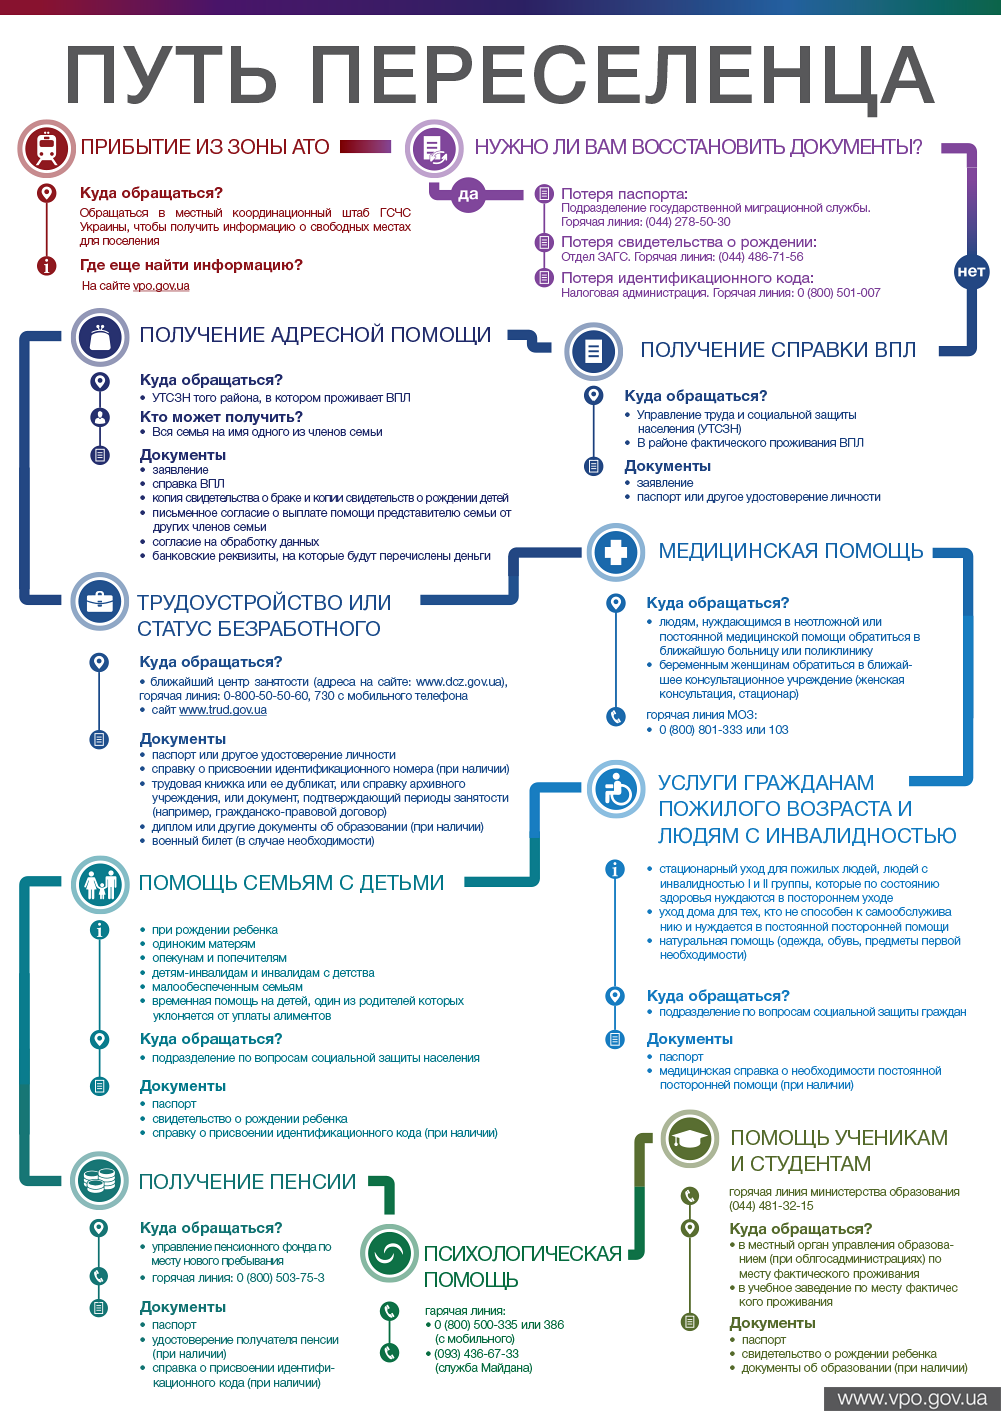 ПУТЬ ПЕРЕСЕЛЕНЦА
ПРИБЫТИЕ ИЗ ЗОНЫ АТО
Куда обращаться?
Обращаться в местный координационный штаб ГСЧС
Украины, чтобы получить информацию о свободных местах
для поселения
Где еще найти информацию?
На сайте vpo.gov.ua
НУЖНО ЛИ ВАМ ВОССТАНОВИТЬ ДОКУМЕНТЫ?
да
Потеря паспорта:
Подразделение государственной миграционной службы.
Горячая линия: (044) 278-50-30
Потеря свидетельства о рождении:
Отдел ЗАГС. Горячая линия: (044) 486-71-56
Потеря идентификационного кода:
Налоговая администрация. Горячая линия: 0 (800) 501-007
нет
ПОЛУЧЕНИЕ СПРАВКИ ВПЛ
Куда обращаться?
• Управление труда и социальной защиты
населения (УТСЗН)
• В районе фактического проживания ВПЛ
Документы
• заявление
• паспорт или другое удостоверение личности
ПОЛУЧЕНИЕ АДРЕСНОЙ ПОМОЩИ
Куда обращаться?
• УТСЗН того района, в котором проживает ВПЛ
Кто может получить?
• Вся семья на имя одного из членов семьи
Документы
• заявление
• справка ВПЛ
• копия свидетельства о браке и копии свидетельств о рождении детей
• письменное согласие о выплате помощи представителю семьи от
других членов семьи
• согласие на обработку данных
• банковские реквизиты, на которые будут перечислены деньги
ТРУДОУСТРОЙСТВО ИЛИ
СТАТУС БЕЗРАБОТНОГО
Куда обращаться?
• ближайший центр занятости (адреса на сайте: www.dcz.gov.ua),
горячая линия: 0-800-50-50-60, 730 с мобильного телефона
• сайт www.trud.gov.ua
Документы
• паспорт или другое удостоверение личности
• справку о присвоении идентификационного номера (при наличии)
• трудовая книжка или ее дубликат, или справку архивного
учреждения, или документ, подтверждающий периоды занятости
(например, гражданско-правовой договор)
• диплом или другие документы об образовании (при наличии)
• военный билет (в случае необходимости)
МЕДИЦИНСКАЯ ПОМОЩЬ
Куда обращаться?
• людям, нуждающимся в неотложной или
постоянной медицинской помощи обратиться в
ближайшую больницу или поликлинику
• беременным женщинам обратиться в ближай-
шее консультационное учреждение (женская
консультация, стационар)
горячая линия МОЗ:
• 0 (800) 801-333 или 103
УСЛУГИ ГРАЖДАНАМ
ПОЖИЛОГО ВОЗРАСТА И
ЛЮДЯМ С ИНВАЛИДНОСТЬЮ
• стационарный уход для пожилых людей, людей с
инвалидностью I и II группы, которые по состоянию
здоровья нуждаются в постороннем уходе
• уход дома для тех, кто не способен к самообслужива
нию и нуждается в постоянной посторонней помощи
• натуральная помощь (одежда, обувь, предметы первой
необходимости)
Куда обращаться?
• подразделение по вопросам социальной защиты граждан
Документы
• паспорт
• медицинская справка о необходимости постоянной
посторонней помощи (при наличии)
ПОМОЩЬ СЕМЬЯМ С ДЕТЬМИ
• при рождении ребенка
• одиноким матерям
• опекунам и попечителям
• детям-инвалидам и инвалидам с детства
• малообеспеченным семьям
• временная помощь на детей, один из родителей которых
уклоняется от уплаты алиментов
Куда обращаться?
• подразделение по вопросам социальной защиты населения
Документы
• паспорт
• свидетельство о рождении ребенка
• справку о присвоении идентификационного кода (при наличии)
ПОЛУЧЕНИЕ ПЕНСИИ
Куда обращаться?
• управление пенсионного фонда по
месту нового пребывания
• горячая линия: 0 (800) 503-75-3
Документы
• паспорт
• удостоверение получателя пенсии
(при наличии)
• справка о присвоении идентифи-
кационного кода (при наличии)
ПСИХОЛОГИЧЕСКАЯ
ПОМОЩЬ
гарячая линия:
• 0 (800) 500-335 или 386
(с мобильного)
• (093) 436-67-33
(служба Майдана)
ПОМОЩЬ УЧЕНИКАМ
И СТУДЕНТАМ
горячая линия министерства образования
(044) 481-32-15
Куда обращаться?
• в местный орган управления образова-
нием (при облгосадминистрациях) по
месту фактического проживания
• в учебное заведение по месту фактичес
кого проживания
Документы
• паспорт
• свидетельство о рождении ребенка
• документы об образовании (при наличии)
www.vpo.gov.ua